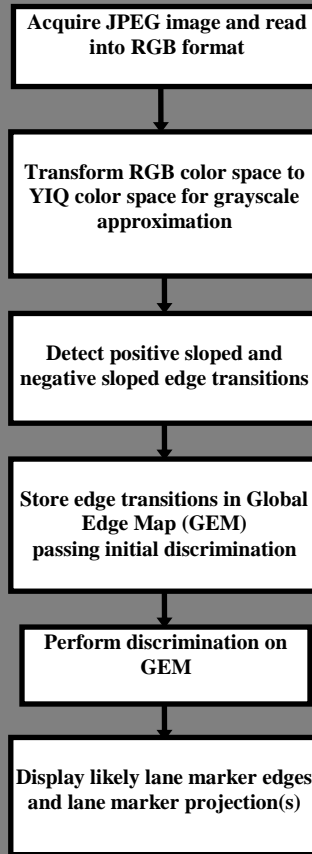 Acquire JPEG image and read
into RGB format
Transform RGB color space to
YIQ color space for grayscale
approximation
Detect positive sloped and
negative sloped edge transitions
Store edge transitions in Global
Edge Map (GEM)
passing initial discrimination
Perform discrimination on
GEM
Display likely lane marker edges
and lane marker projection(s)